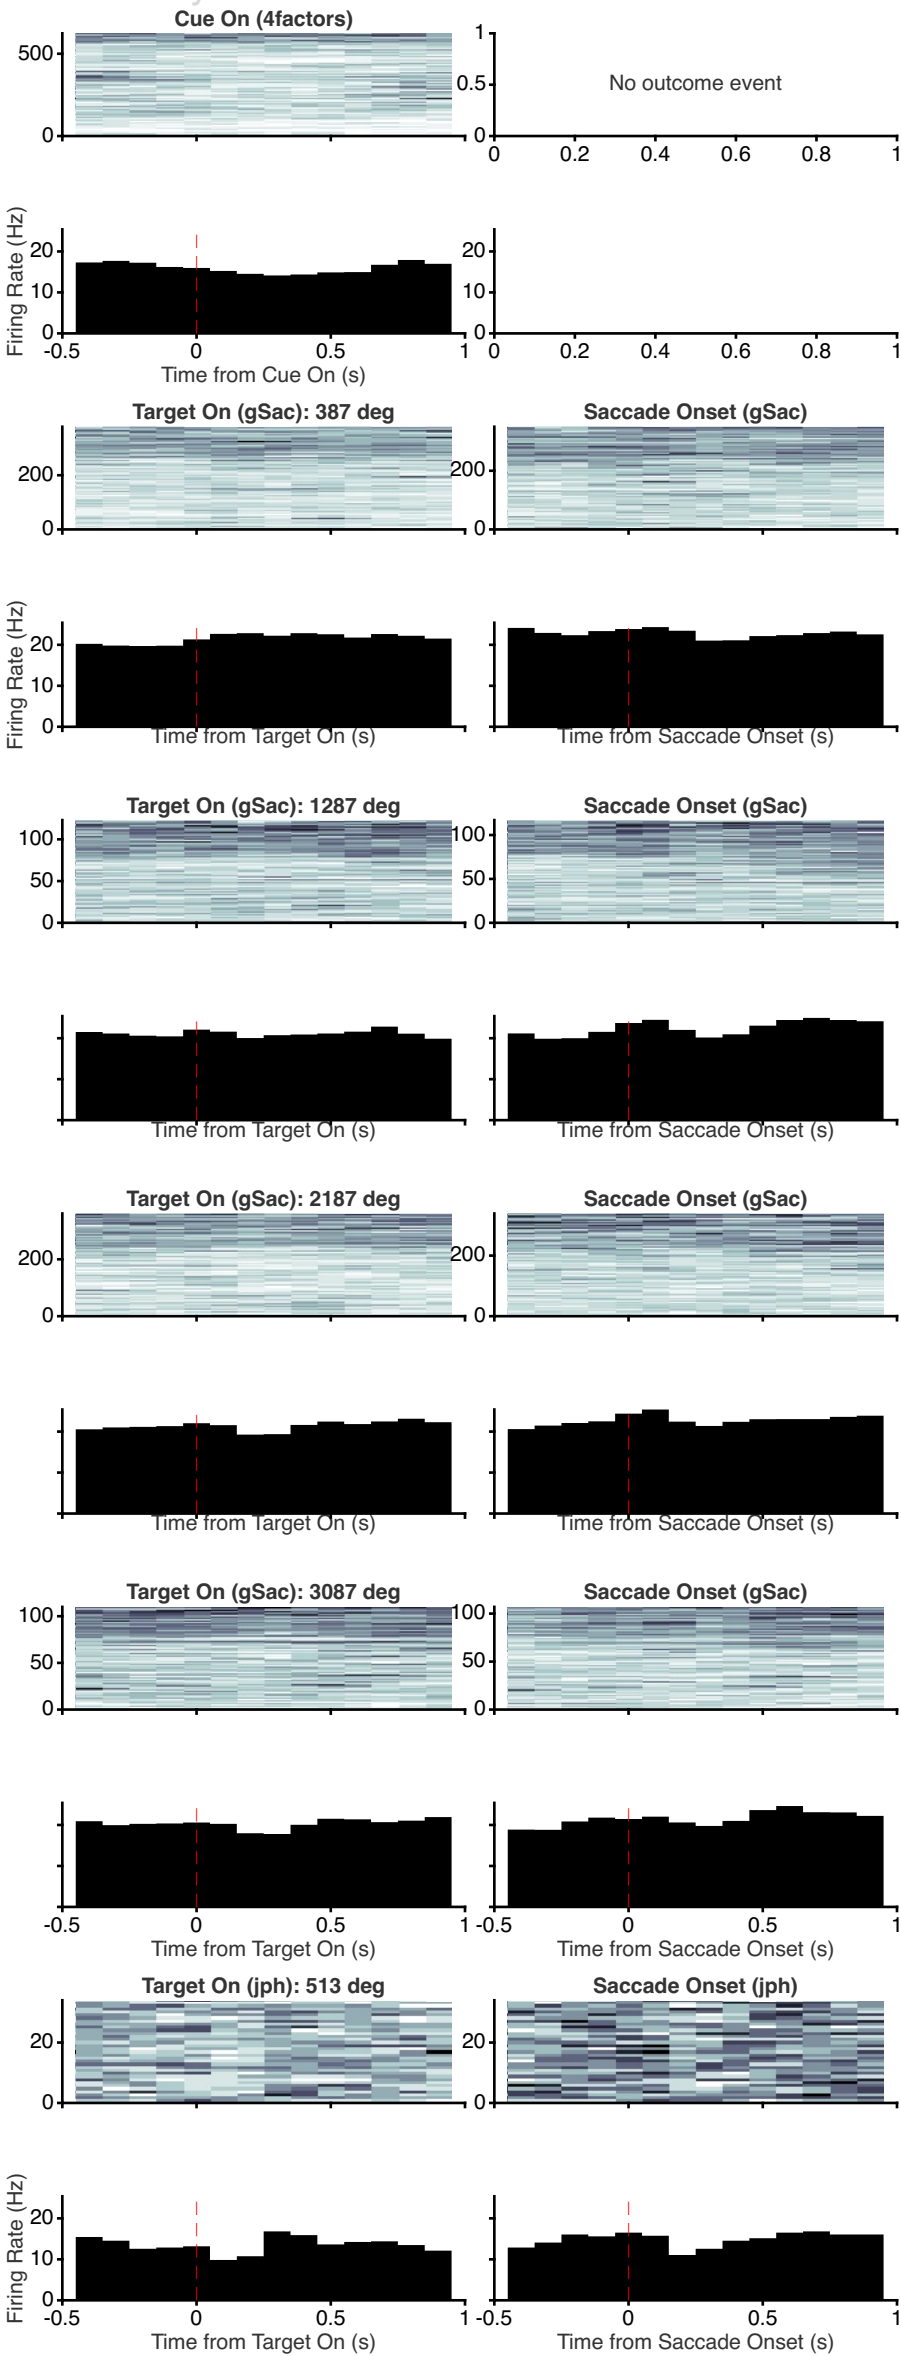 Cue On (4factors)
500
0
1
0.5
0
No outcome event
0 0.2 0.4 0.6 0.8 1
Firing Rate (Hz)
20
10
0
-0.5 0 0.5 1
Time from Cue On (s)
20
10
0
0 0.2 0.4 0.6 0.8 1
Target On (gSac): 387 deg
200
0
Saccade Onset (gSac)
200
0
Firing Rate (Hz)
20
10
0
Time from Target On (s)
Time from Saccade Onset (s)
Target On (gSac): 1287 deg
100
50
0
Saccade Onset (gSac)
100
50
0
Time from Target On (s)
Time from Saccade Onset (s)
Target On (gSac): 2187 deg
200
0
Saccade Onset (gSac)
200
0
Time from Target On (s)
Time from Saccade Onset (s)
Target On (gSac): 3087 deg
100
50
0
Saccade Onset (gSac)
100
50
0
-0.5 0 0.5 1
Time from Target On (s)
-0.5 0 0.5 1
Time from Saccade Onset (s)
Target On (jph): 513 deg
20
0
Saccade Onset (jph)
20
0
Firing Rate (Hz)
20
10
0
-0.5 0 0.5 1
Time from Target On (s)
-0.5 0 0.5 1
Time from Saccade Onset (s)